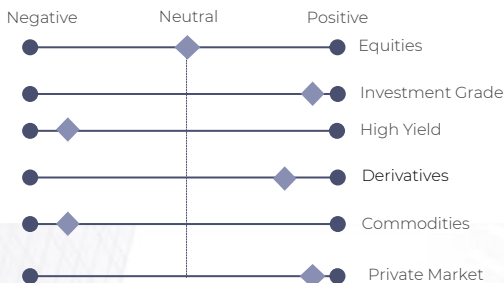 Negative Neutral Positive
Equities
Investment Grade
High Yield
Derivatives
Commodities
Private Market